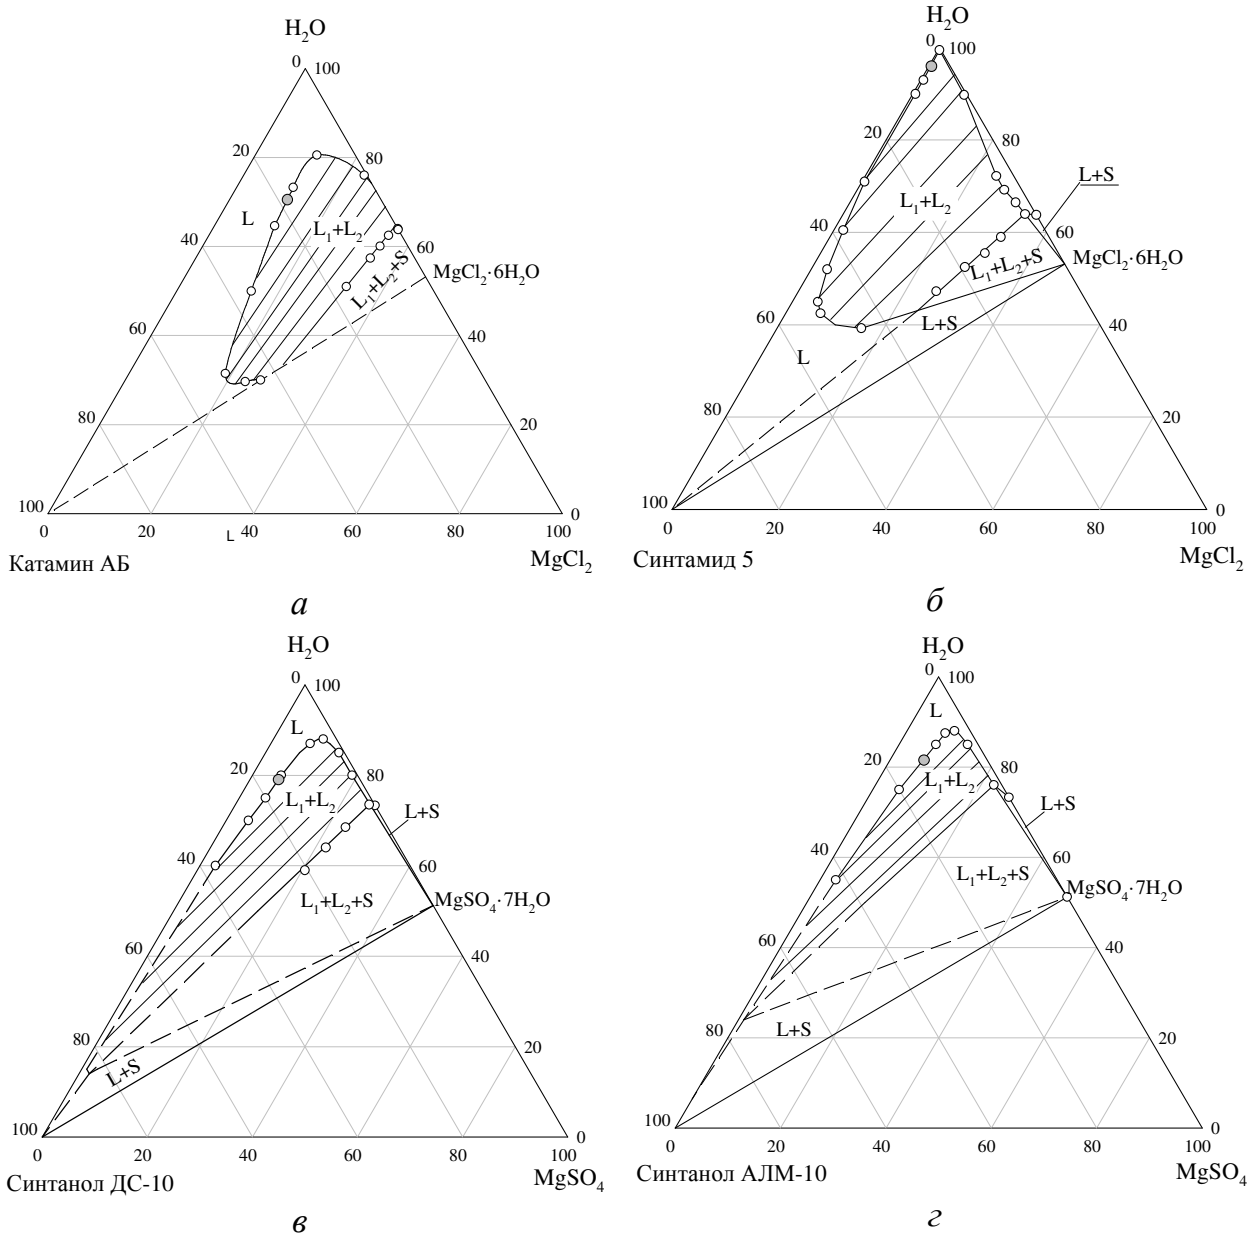 H₂O
0 100
20 80
L
L₁+L₂
40 60
MgCl₂·6H₂O
L₁+L₂+S
60 40
80 20
100 0
0 20 40 60 80 100
L
Катамин АБ MgCl₂
а
H₂O
0 100
20 80
L+S
L₁+L₂
40 60
MgCl₂·6H₂O
L₁+L₂+S
L+S
60 40
L
80 20
100 0
0 20 40 60 80 100
Синтамид 5 MgCl₂
б
H₂O
0 100
L
20 80
L₁+L₂
L+S
40 60
L₁+L₂+S
MgSO₄·7H₂O
60 40
80 20
L+S
100 0
0 20 40 60 80 100
Синтанол ДС-10 MgSO₄
в
H₂O
0 100
L
20 80
L₁+L₂
L+S
40 60
L₁+L₂+S
MgSO₄·7H₂O
60 40
L+S
80 20
100 0
0 20 40 60 80 100
Синтанол АЛМ-10 MgSO₄
г